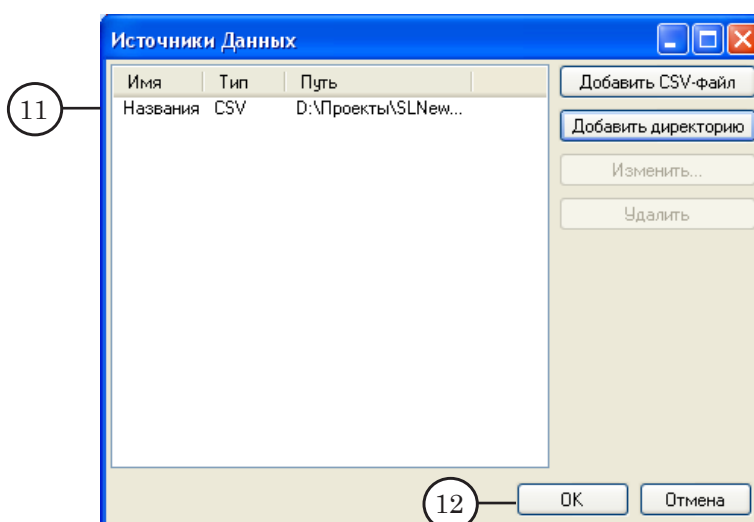 Источники Данных
Имя Тип Путь
Названия CSV D:\Проекты\SLNew...
Добавить CSV-файл
Добавить директорию
Изменить...
Удалить
11
12
OK Отмена